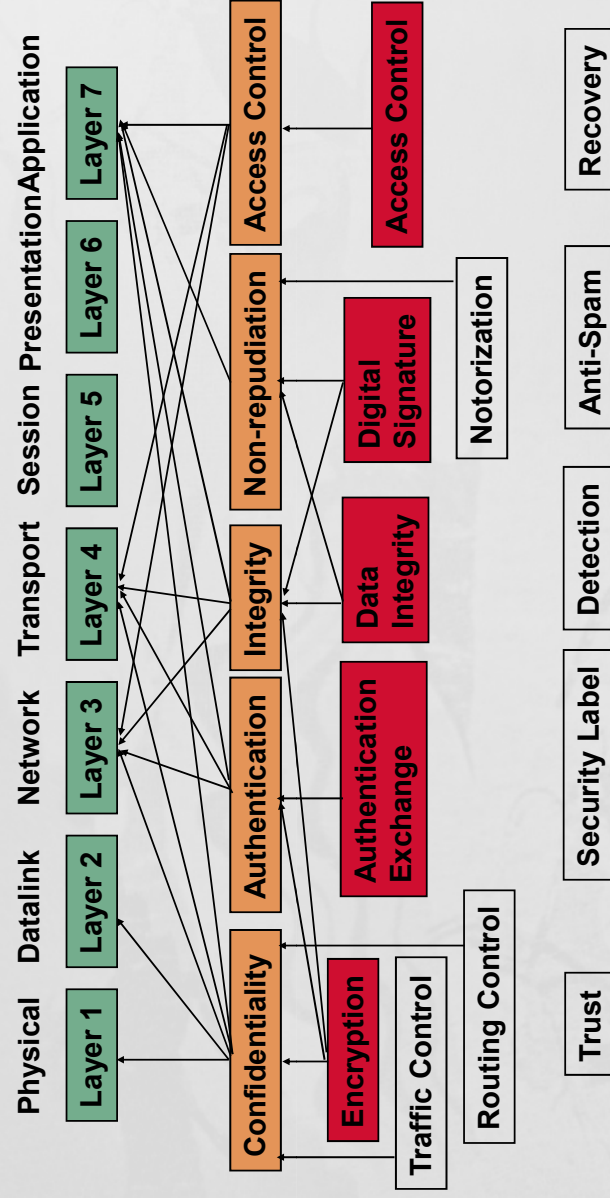 Physical Datalink Network Transport Session PresentationApplication
Layer 1 Layer 2 Layer 3 Layer 4 Layer 5 Layer 6 Layer 7
Confidentiality Authentication Integrity Non-repudiation Access Control
Encryption
Authentication
Exchange
Data
Integrity
Digital
Signature
Access Control
Traffic Control
Notorization
Routing Control
Trust Security Label Detection Anti-Spam Recovery